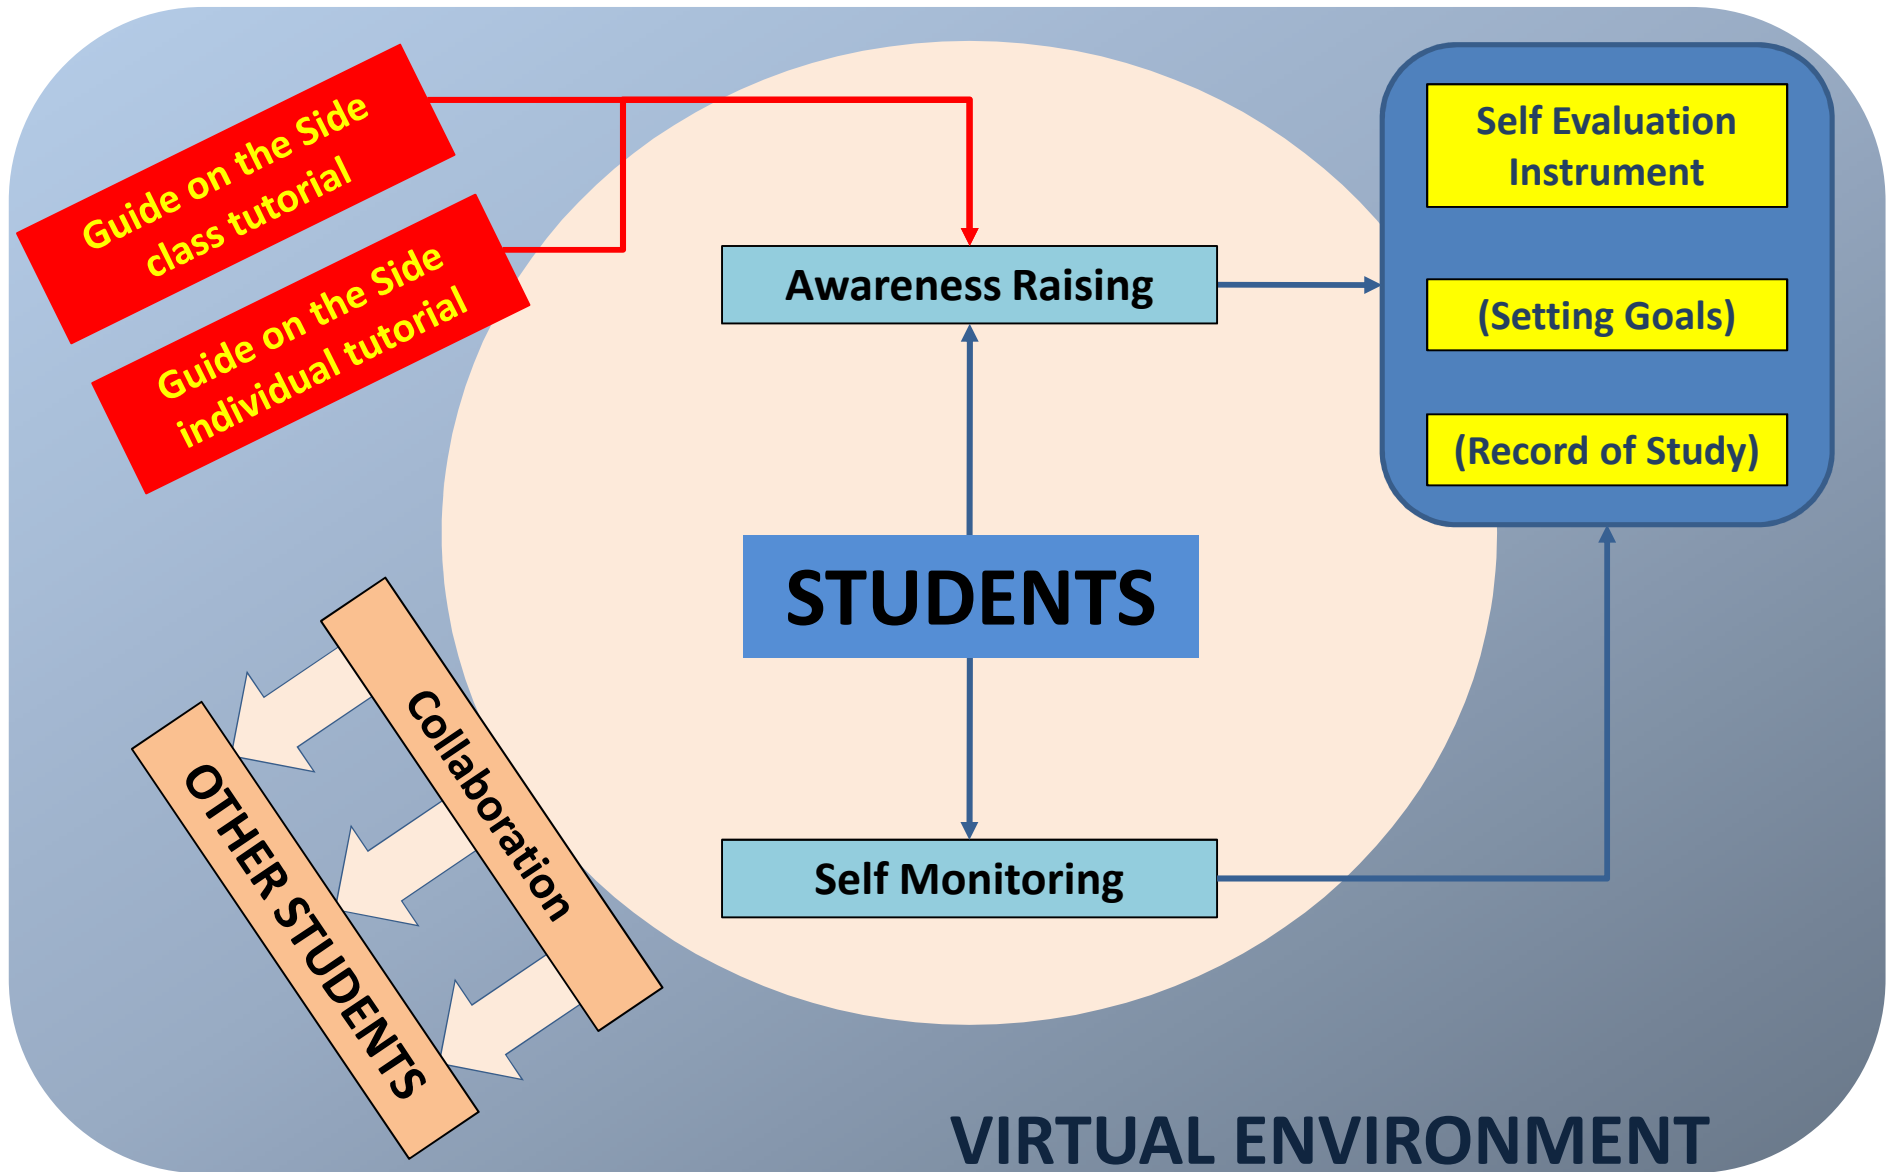 Guide on the Side
class tutorial
Guide on the Side
individual tutorial
Self Evaluation
Instrument
(Setting Goals)
(Record of Study)
Awareness Raising
STUDENTS
Self Monitoring
Collaboration
OTHER STUDENTS
VIRTUAL ENVIRONMENT